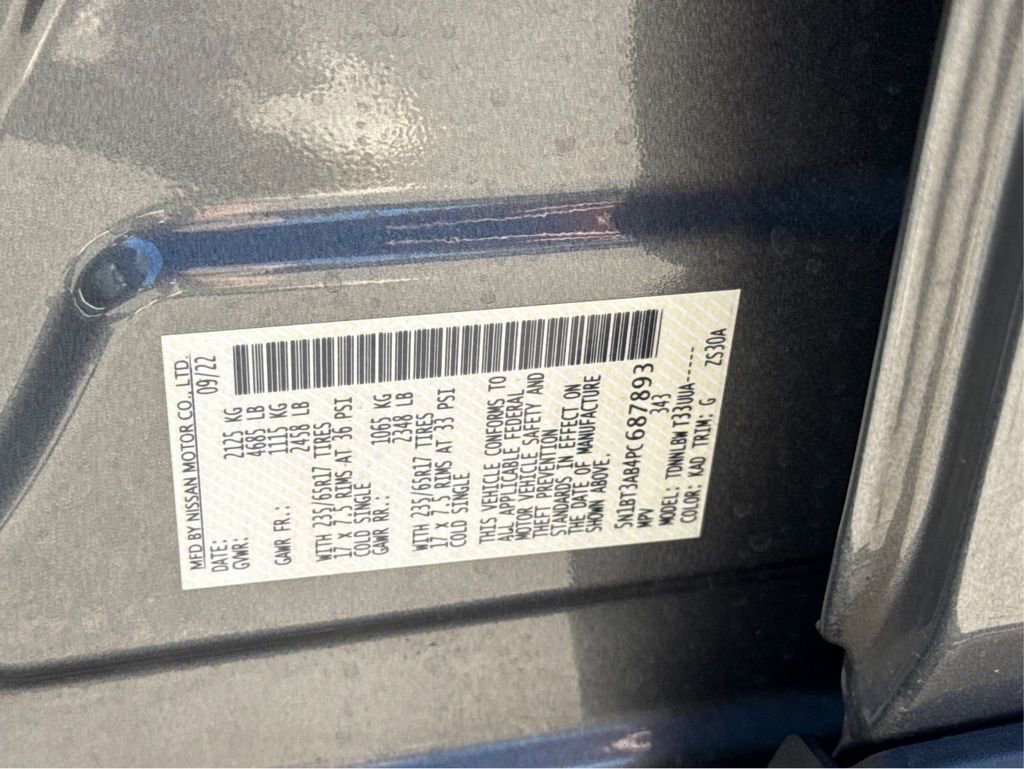 MFD BY NISSAN MOTOR CO., LTD.
DATE: 09/22
GVWR: 2125 KG
4685 LB
GAWR FR.: 1115 KG
2458 LB
WITH 235/65R17 TIRES
17 X 7.5 RIMS AT 36 PSI
COLD SINGLE
GAWR RR.: 1065 KG
2348 LB
WITH 235/65R17 TIRES
17 X 7.5 RIMS AT 33 PSI
COLD SINGLE
THIS VEHICLE CONFORMS TO
ALL APPLICABLE FEDERAL
MOTOR VEHICLE SAFETY AND
THEFT PREVENTION
STANDARDS IN EFFECT ON
THE DATE OF MANUFACTURE
SHOWN ABOVE.
5N1BT3AB4PC687893
MPV 343
MODEL: TDNNLBW T33UUA-----
COLOR: KAD TRIM: G ZS30A